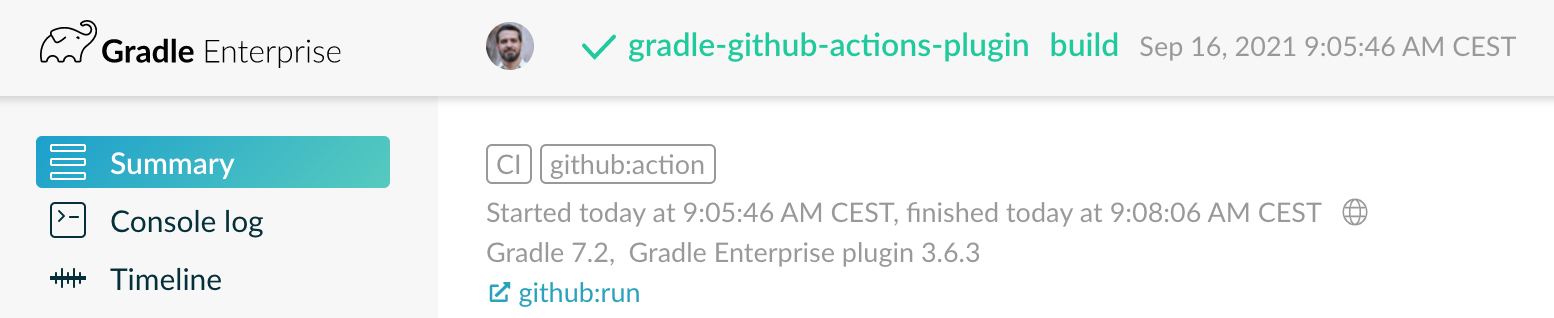 Gradle Enterprise
gradle-github-actions-plugin build Sep 16, 2021 9:05:46 AM CEST
Summary
Console log
Timeline
CI github:action
Started today at 9:05:46 AM CEST, finished today at 9:08:06 AM CEST
Gradle 7.2, Gradle Enterprise plugin 3.6.3
github:run